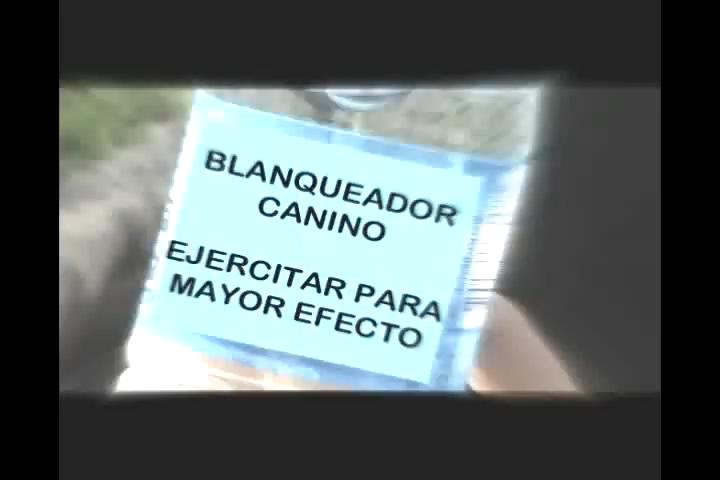 BLANQUEADOR
CANINO
EJERCITAR PARA
MAYOR EFECTO